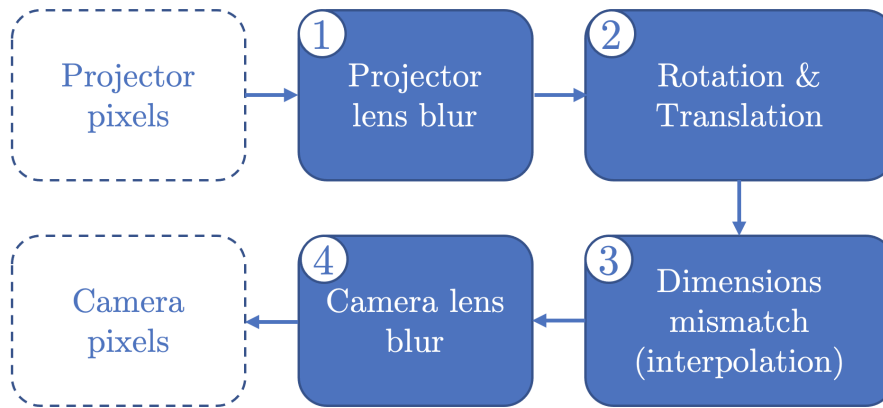 Projector
pixels
1
Projector
lens blur
2
Rotation &
Translation
3
Dimensions
mismatch
(interpolation)
4
Camera lens
blur
Camera
pixels